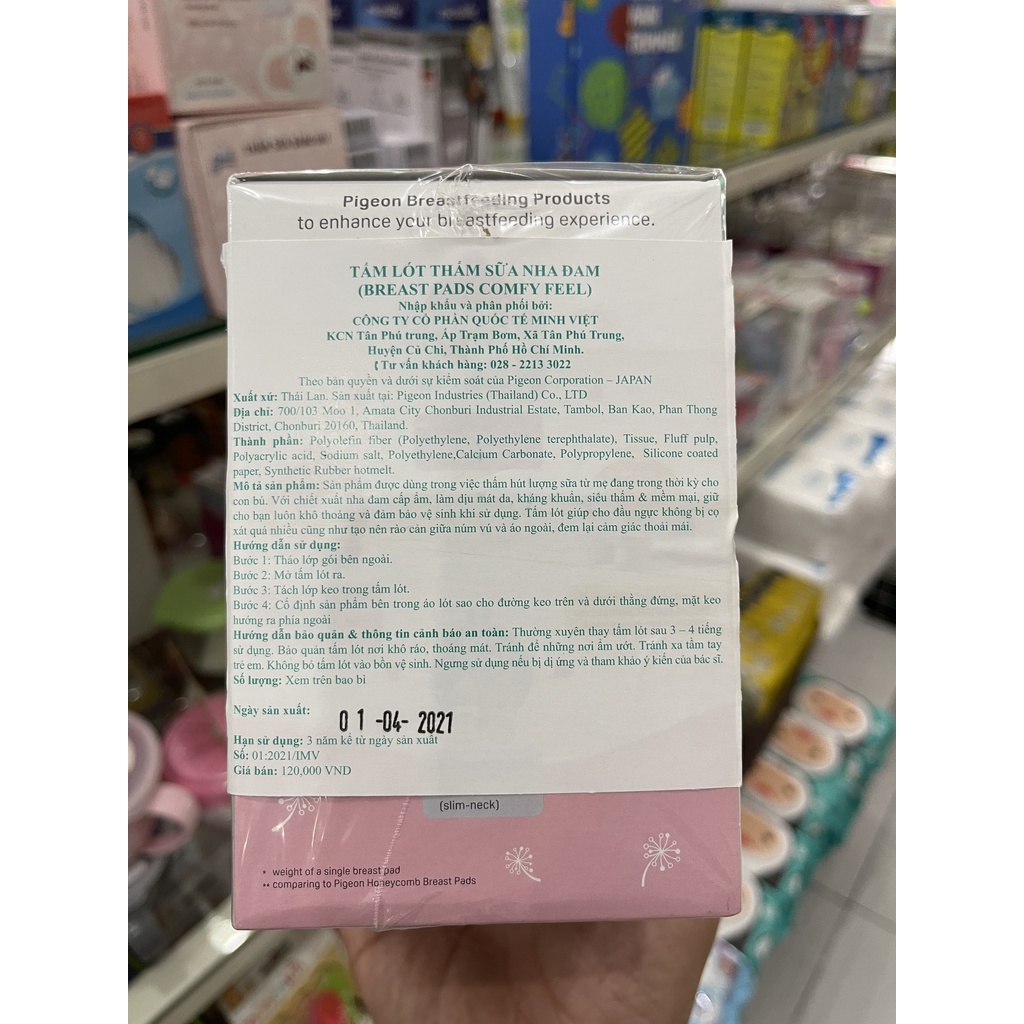 Pigeon Breastfeeding Products
to enhance your breastfeeding experience.
TẤM LÓT THẤM SỮA NHA ĐAM
(BREAST PADS COMFY FEEL)
Nhập khẩu và phân phối bởi:
CÔNG TY CỔ PHẦN QUỐC TẾ MINH VIỆT
KCN Tân Phú trung, Ấp Trạm Bơm, Xã Tân Phú Trung,
Huyện Củ Chi, Thành Phố Hồ Chí Minh.
(Tư vấn khách hàng: 028 - 2213 3022
Theo bản quyền và dưới sự kiểm soát của Pigeon Corporation – JAPAN
Xuất xứ: Thái Lan. Sản xuất tại: Pigeon Industries (Thailand) Co., LTD
Địa chỉ: 700/103 Moo 1, Amata City Chonburi Industrial Estate, Tambol, Ban Kao, Phan Thong
District, Chonburi 20160, Thailand.
Thành phần: Polyolefin fiber (Polyethylene, Polyethylene terephthalate), Tissue, Fluff pulp,
Polyacrylic acid, Sodium salt, Polyethylene,Calcium Carbonate, Polypropylene, Silicone coated
paper, Synthetic Rubber hotmelt.
Mô tả sản phẩm: Sản phẩm được dùng trong việc thấm hút lượng sữa từ mẹ đang trong thời kỳ cho
con bú. Với chiết xuất nha đam cấp ẩm, làm dịu mát da, kháng khuẩn, siêu thấm & mềm mại, giữ
cho bạn luôn khô thoáng và đảm bảo vệ sinh khi sử dụng. Tấm lót giúp cho đầu ngực không bị cọ
xát quá nhiều cũng như tạo nên rào cản giữa núm vú và áo ngoài, đem lại cảm giác thoải mái.
Hướng dẫn sử dụng:
Bước 1: Tháo lớp gói bên ngoài.
Bước 2: Mở tấm lót ra.
Bước 3: Tách lớp keo trong tấm lót.
Bước 4: Cố định sản phẩm bên trong áo lót sao cho đường keo trên và dưới thẳng đứng, mặt keo
hướng ra phía ngoài
Hướng dẫn bảo quản & thông tin cảnh báo an toàn: Thường xuyên thay tấm lót sau 3 – 4 tiếng
sử dụng. Bảo quản tấm lót nơi khô ráo, thoáng mát. Tránh để những nơi ẩm ướt. Tránh xa tầm tay
trẻ em. Không bỏ tấm lót vào bồn vệ sinh. Ngưng sử dụng nếu bị dị ứng và tham khảo ý kiến của bác sĩ.
Số lượng: Xem trên bao bì
Ngày sản xuất: 01-04-2021
Hạn sử dụng: 3 năm kể từ ngày sản xuất
Số: 01:2021/IMV
Giá bán: 120,000 VND
(slim-neck)
* weight of a single breast pad
** comparing to Pigeon Honeycomb Breast Pads